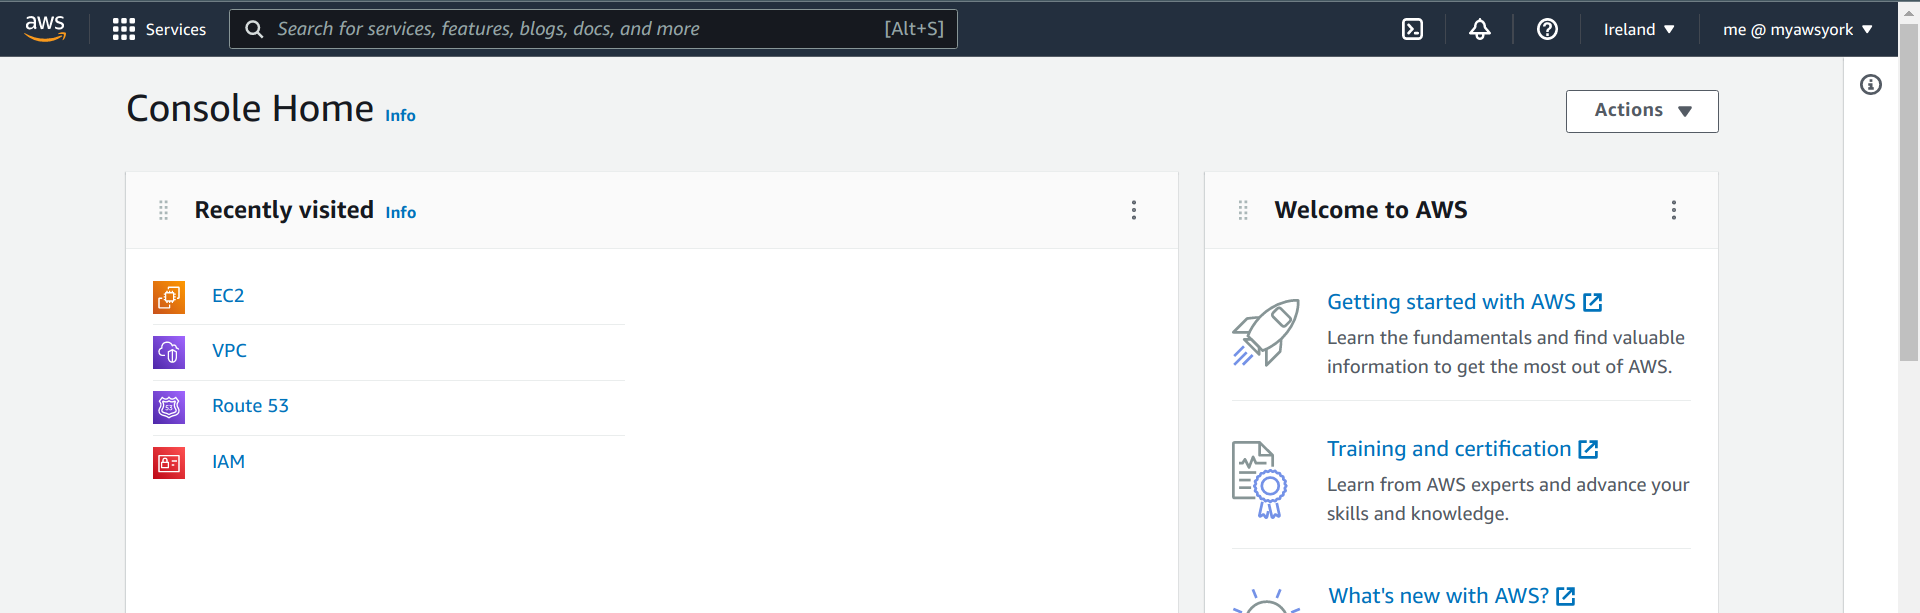 aws
Services
Search for services, features, blogs, docs, and more
[Alt+S]
Ireland
me @ myawsyork
Console Home Info
Actions
Recently visited Info
EC2
VPC
Route 53
IAM
Welcome to AWS
Getting started with AWS
Learn the fundamentals and find valuable
information to get the most out of AWS.
Training and certification
Learn from AWS experts and advance your
skills and knowledge.
What's new with AWS?